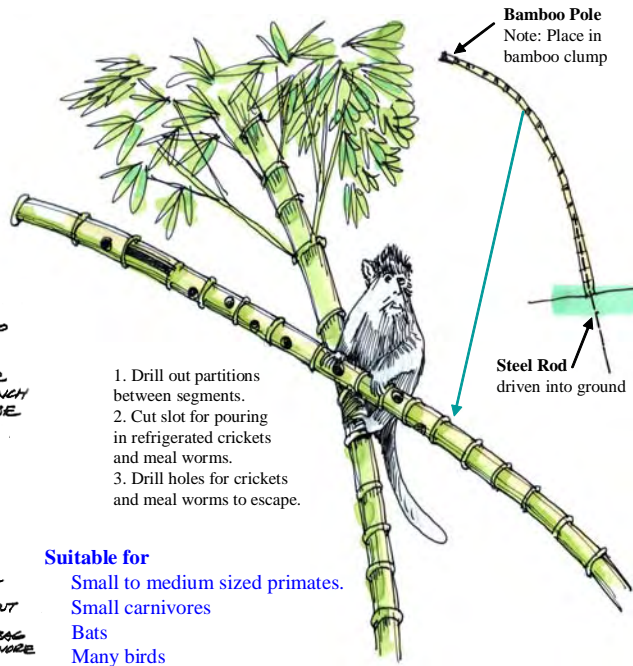 Bamboo Pole
Note: Place in
bamboo clump
Steel Rod
driven into ground
1. Drill out partitions
between segments.
2. Cut slot for pouring
in refrigerated crickets
and meal worms.
3. Drill holes for crickets
and meal worms to escape.
Suitable for
Small to medium sized primates.
Small carnivores
Bats
Many birds